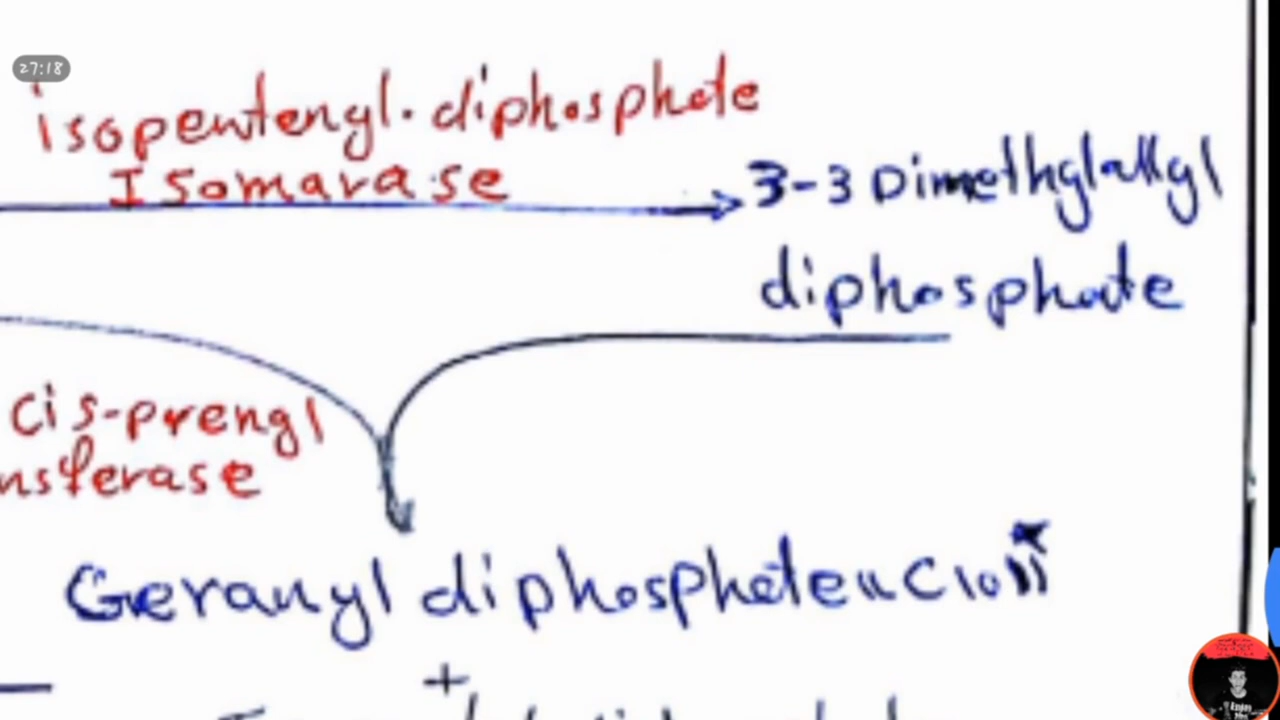 27:18
isopentenyl.diphosphate
Isomarase
3-3 Dimethylallyl
diphosphate
Cis-prenyl
nsferase
Geranyl diphosphate "C10"
+